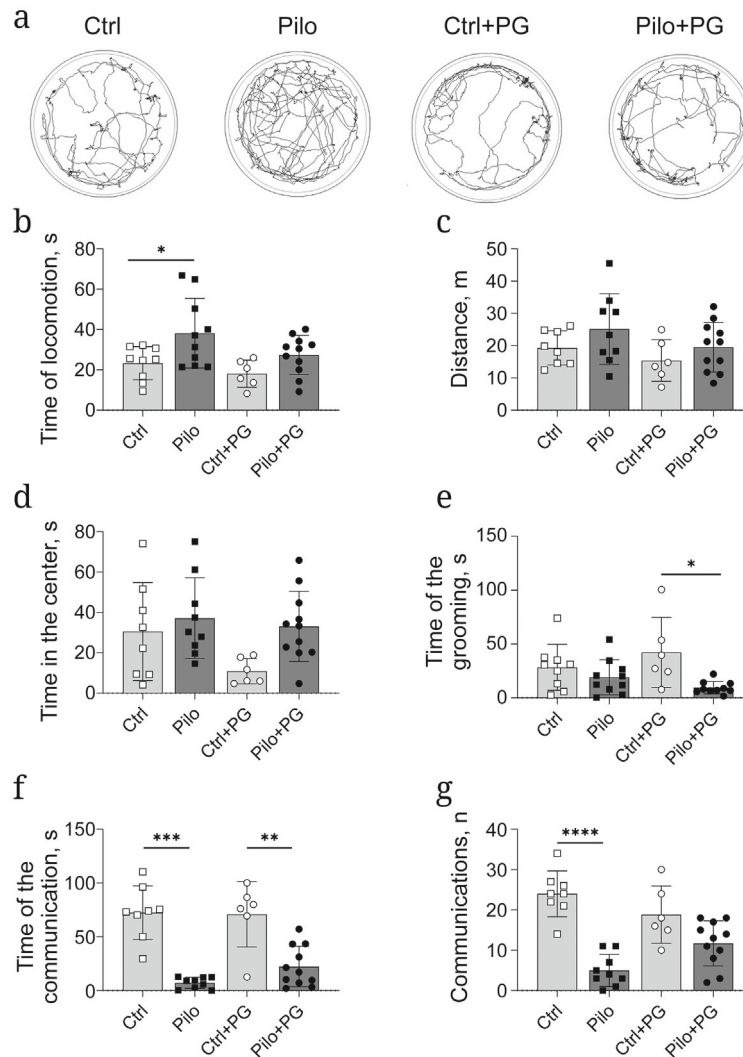 a
Ctrl Pilo Ctrl+PG Pilo+PG
b
Time of locomotion, s
80
60
40
20
0
*
Ctrl Pilo Ctrl+PG Pilo+PG
c
Distance, m
50
40
30
20
10
0
Ctrl Pilo Ctrl+PG Pilo+PG
d
Time in the center, s
80
60
40
20
0
Ctrl Pilo Ctrl+PG Pilo+PG
e
Time of the
grooming, s
150
100
50
0
*
Ctrl Pilo Ctrl+PG Pilo+PG
f
Time of the
communication, s
150
100
50
0
*** **
Ctrl Pilo Ctrl+PG Pilo+PG
g
Communications, n
40
30
20
10
0
****
Ctrl Pilo Ctrl+PG Pilo+PG